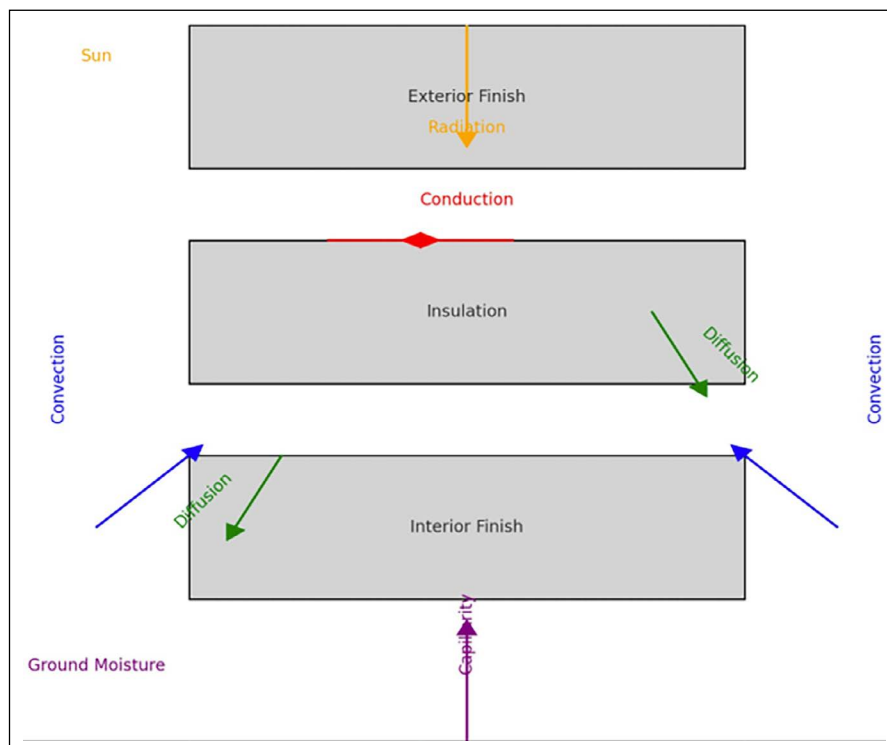 Sun
Exterior Finish
Radiation
Conduction
Insulation
Diffusion
Convection
Convection
Diffusion
Interior Finish
Capillarity
Ground Moisture